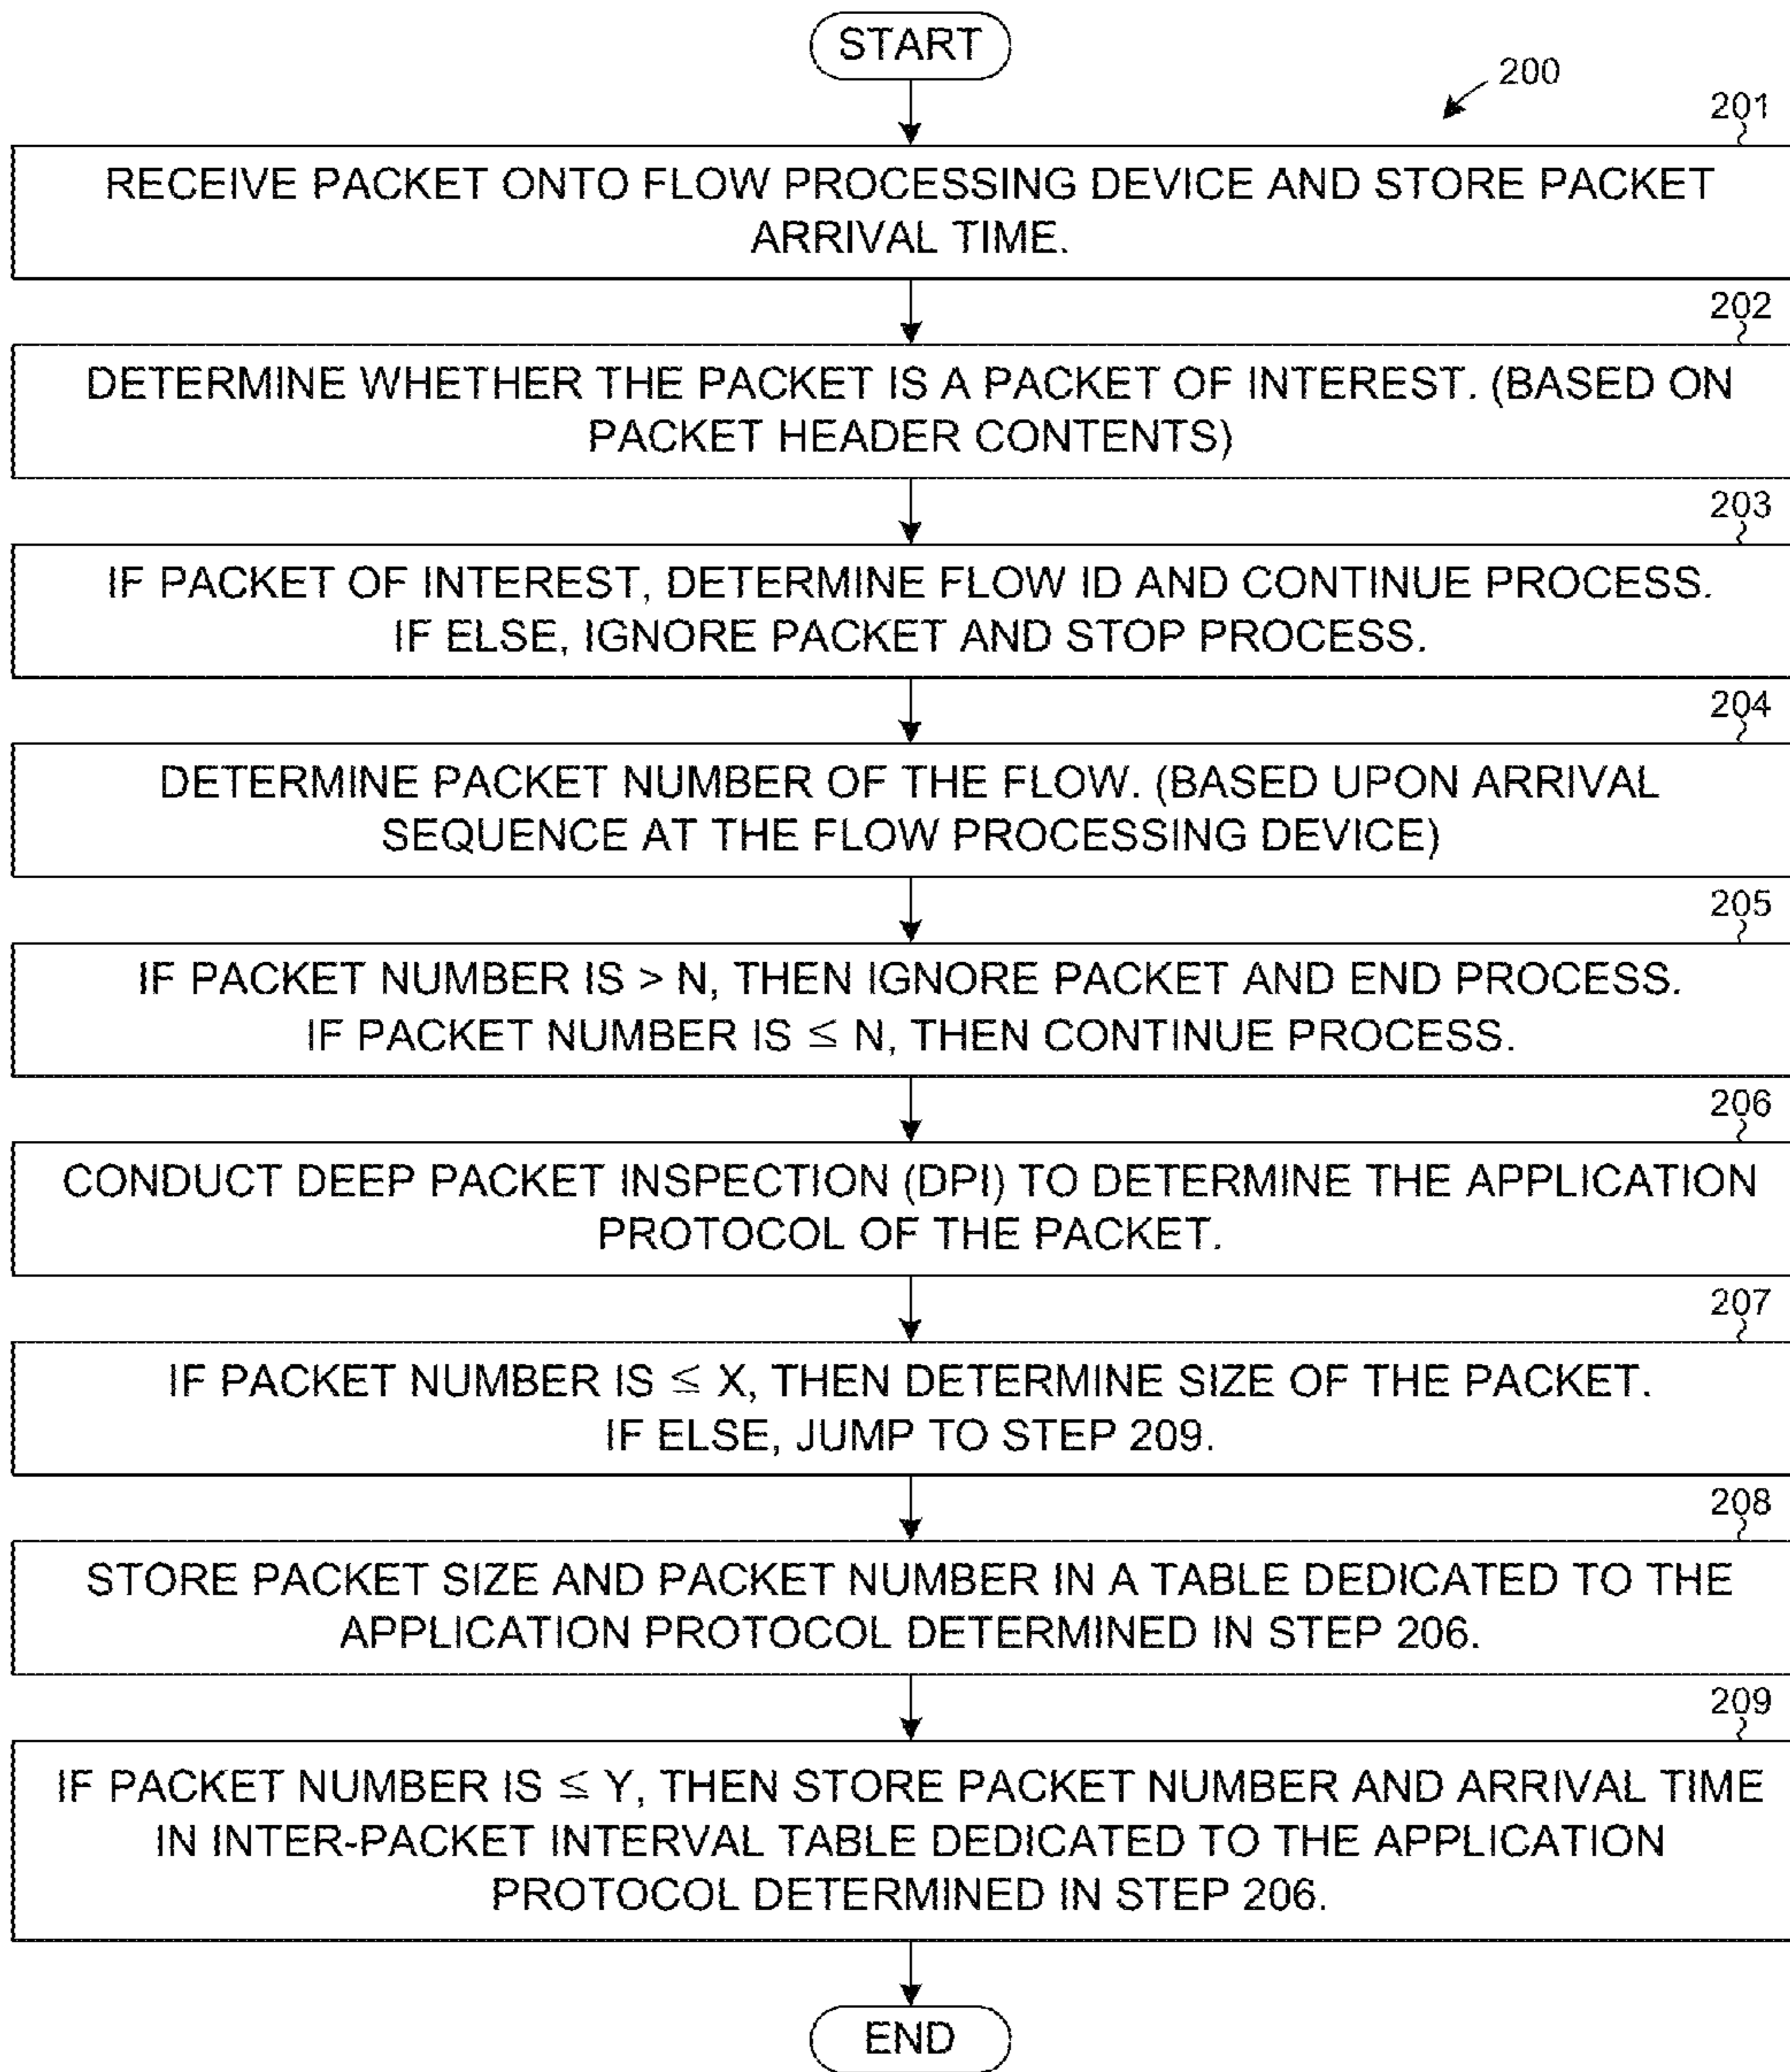 START
200
201
RECEIVE PACKET ONTO FLOW PROCESSING DEVICE AND STORE PACKET
ARRIVAL TIME.
202
DETERMINE WHETHER THE PACKET IS A PACKET OF INTEREST. (BASED ON
PACKET HEADER CONTENTS)
203
IF PACKET OF INTEREST, DETERMINE FLOW ID AND CONTINUE PROCESS.
IF ELSE, IGNORE PACKET AND STOP PROCESS.
204
DETERMINE PACKET NUMBER OF THE FLOW. (BASED UPON ARRIVAL
SEQUENCE AT THE FLOW PROCESSING DEVICE)
205
IF PACKET NUMBER IS > N, THEN IGNORE PACKET AND END PROCESS.
IF PACKET NUMBER IS ≤ N, THEN CONTINUE PROCESS.
206
CONDUCT DEEP PACKET INSPECTION (DPI) TO DETERMINE THE APPLICATION
PROTOCOL OF THE PACKET.
207
IF PACKET NUMBER IS ≤ X, THEN DETERMINE SIZE OF THE PACKET.
IF ELSE, JUMP TO STEP 209.
208
STORE PACKET SIZE AND PACKET NUMBER IN A TABLE DEDICATED TO THE
APPLICATION PROTOCOL DETERMINED IN STEP 206.
209
IF PACKET NUMBER IS ≤ Y, THEN STORE PACKET NUMBER AND ARRIVAL TIME
IN INTER-PACKET INTERVAL TABLE DEDICATED TO THE APPLICATION
PROTOCOL DETERMINED IN STEP 206.
END